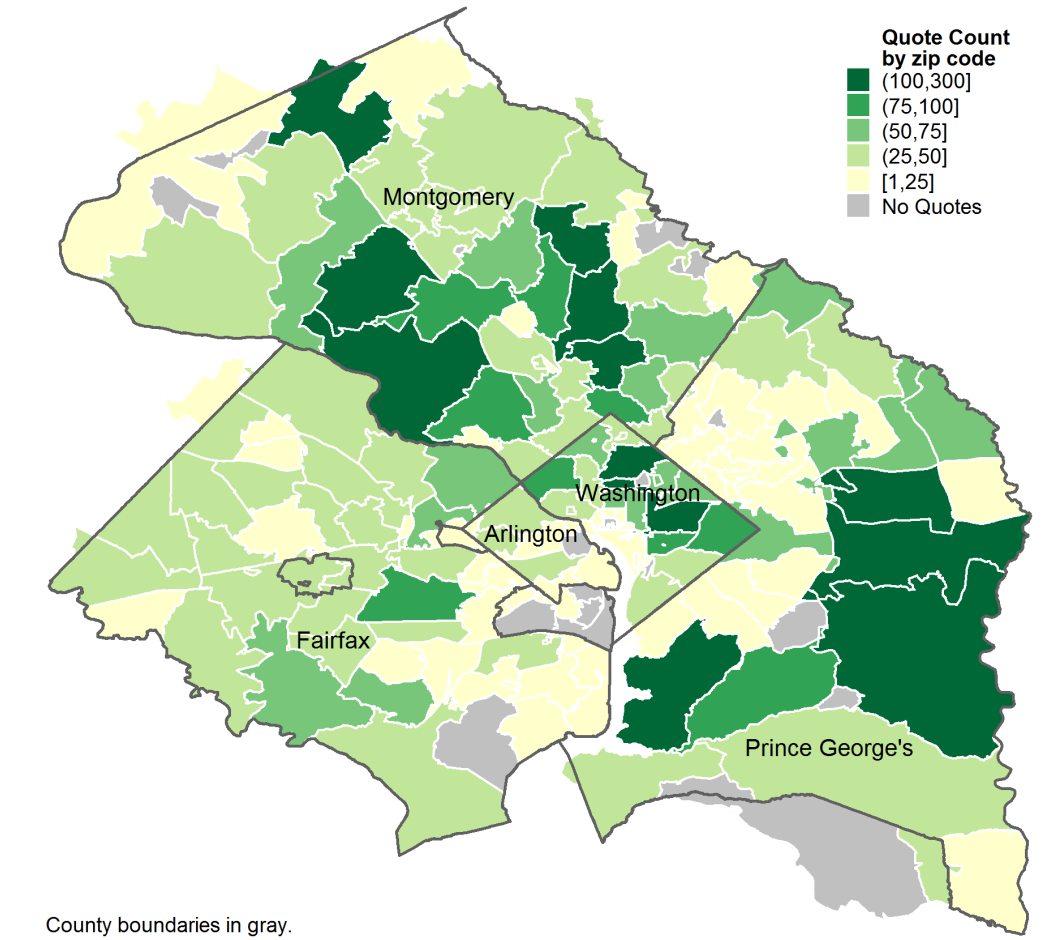 Quote Count
by zip code
(100,300]
(75,100]
(50,75]
(25,50]
[1,25]
No Quotes
Montgomery
Washington
Arlington
Fairfax
Prince George's
County boundaries in gray.